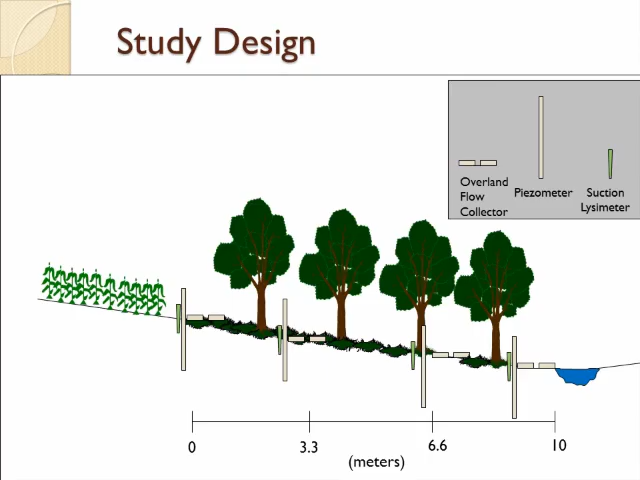 Study Design
Overland
Flow
Collector
Piezometer
Suction
Lysimeter
0
3.3
6.6
10
(meters)